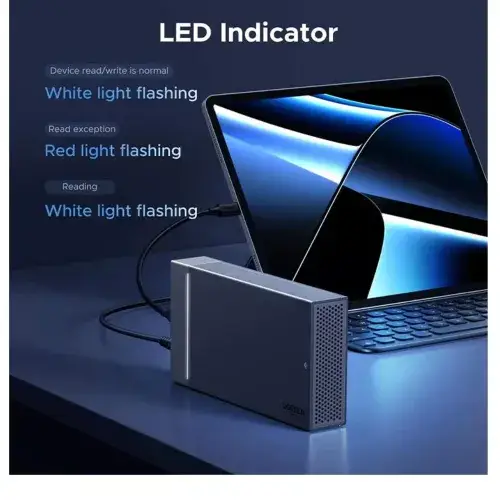 LED Indicator
Device read/write is normal
White light flashing
Read exception
Red light flashing
Reading
White light flashing